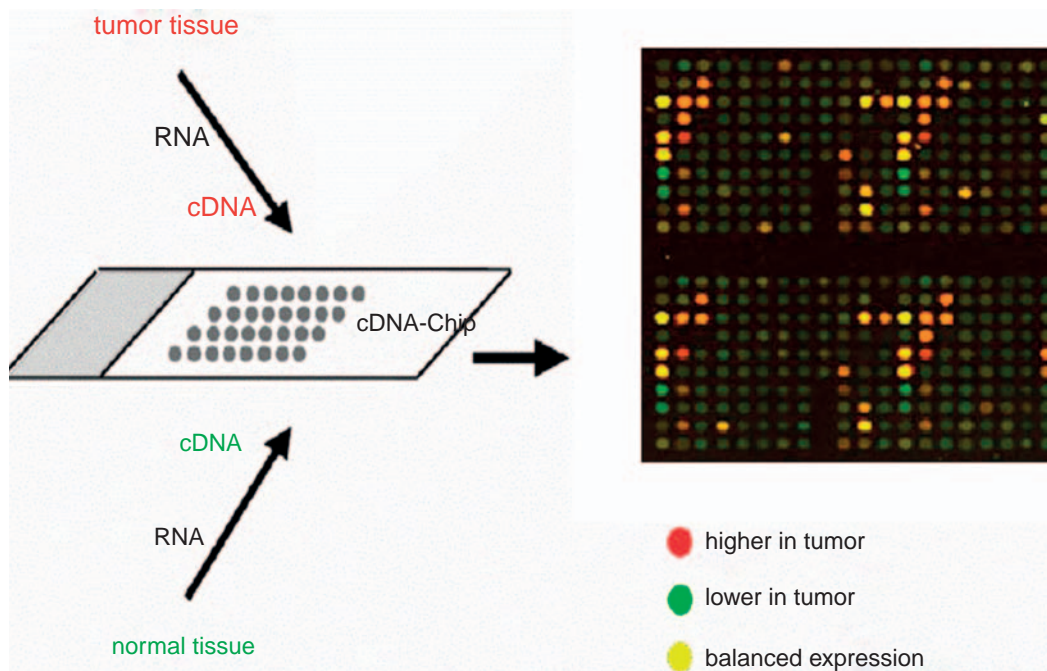 tumor tissue
RNA
cDNA
cDNA-Chip
cDNA
RNA
normal tissue
higher in tumor
lower in tumor
balanced expression